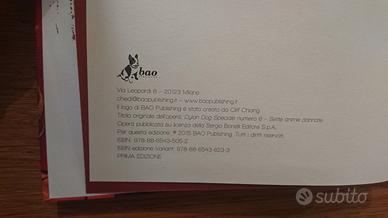 bao
Via Leopardi 8 – 20123 Milano
chiedi@baopublishing.it – www.baopublishing.it
Il logo di BAO Publishing è stato creato da Cliff Chiang
Titolo originale dell'opera: Dylan Dog Speciale numero 6 – Sette anime dannate
Opera pubblicata su licenza della Sergio Bonelli Editore S.p.A.
Per questa edizione: © 2015 BAO Publishing. Tutti i diritti riservati.
ISBN: 978-88-6543-505-2
ISBN edizione variant: 978-88-6543-623-3
PRIMA EDIZIONE
subito